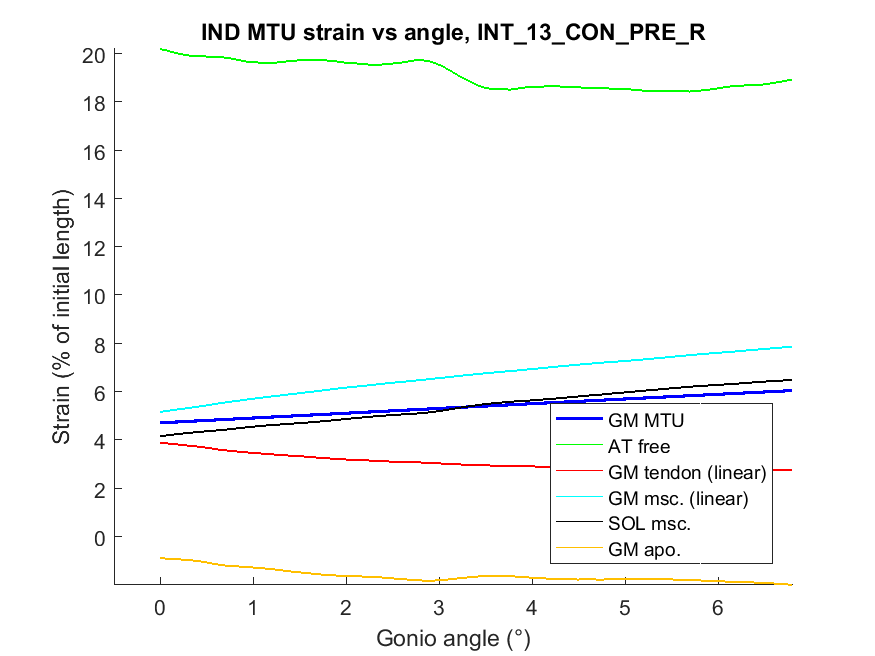 IND MTU strain vs angle, INT_13_CON_PRE_R
Strain (% of initial length)
20
18
16
14
12
10
8
6
4
2
0
GM MTU
AT free
GM tendon (linear)
GM msc. (linear)
SOL msc.
GM apo.
0 1 2 3 4 5 6
Gonio angle (°)